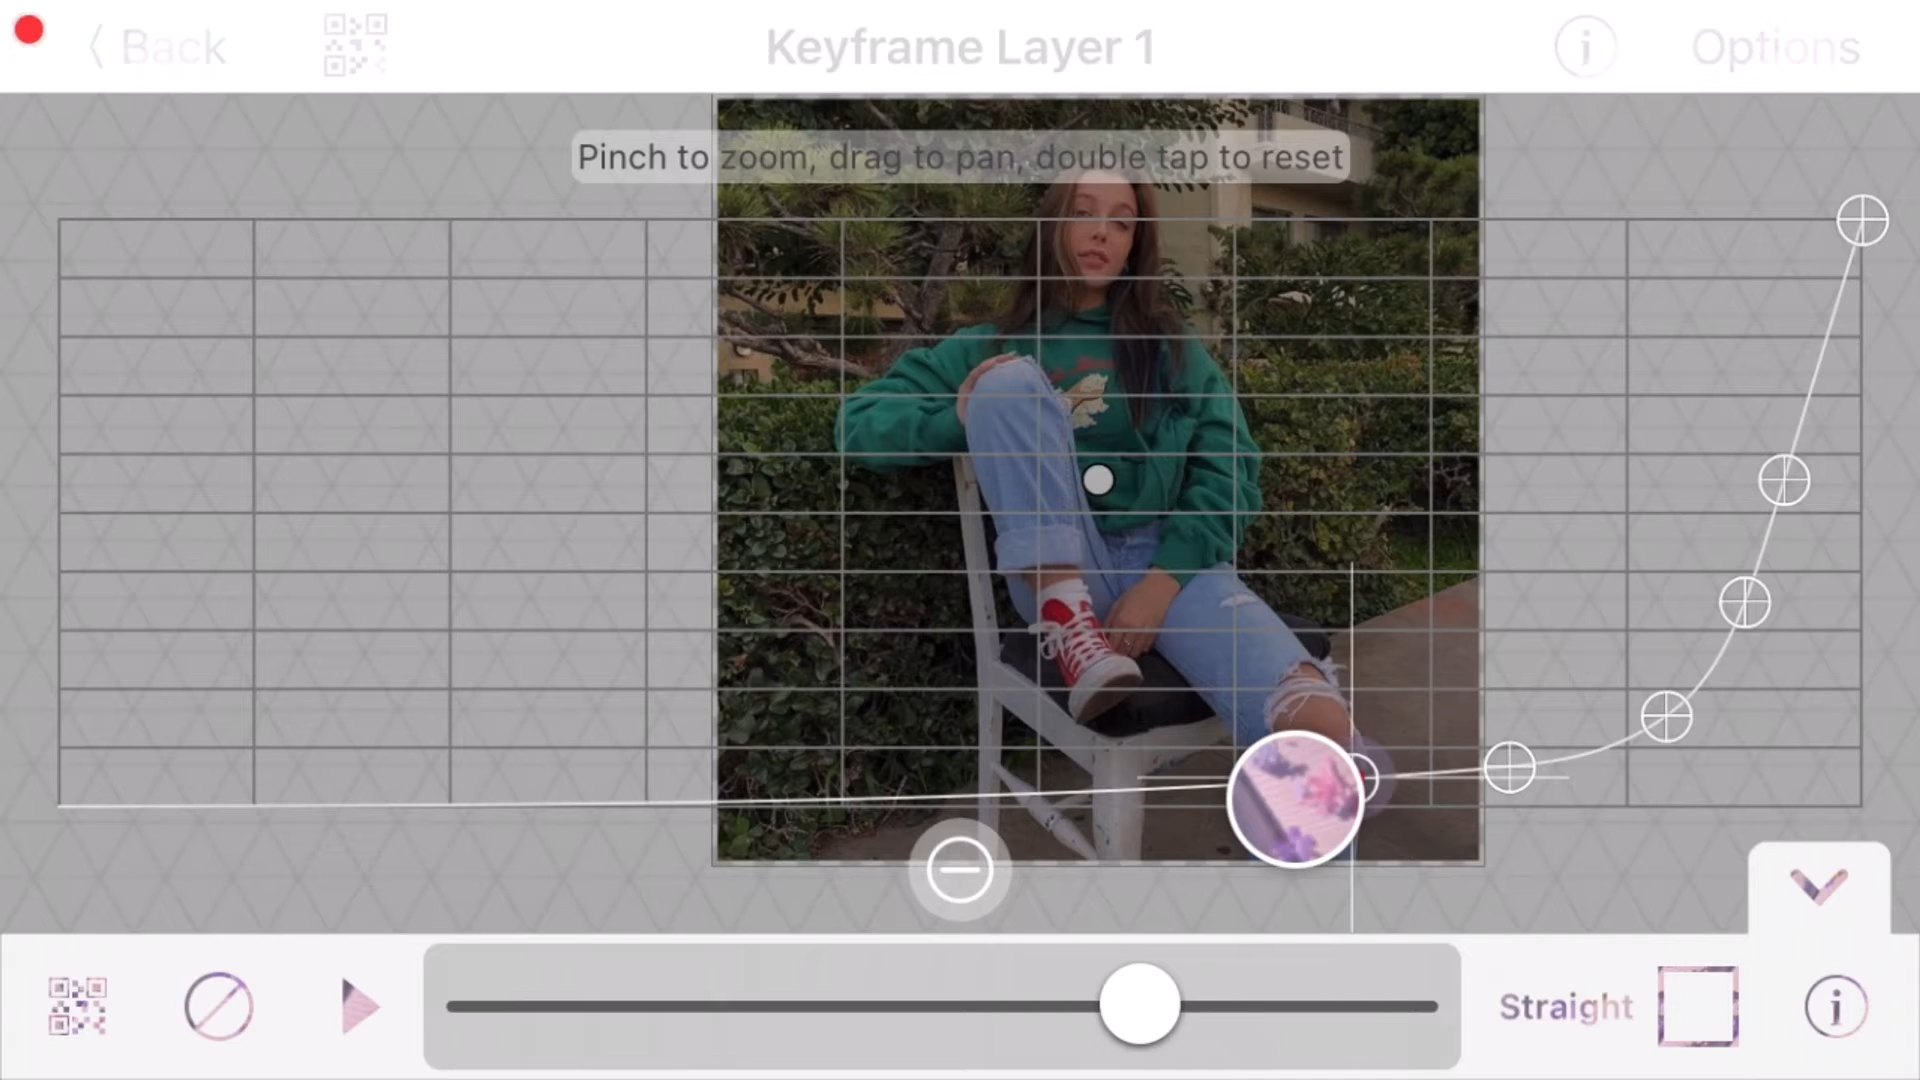 Back
Keyframe Layer 1
Options
Pinch to zoom, drag to pan, double tap to reset
Straight